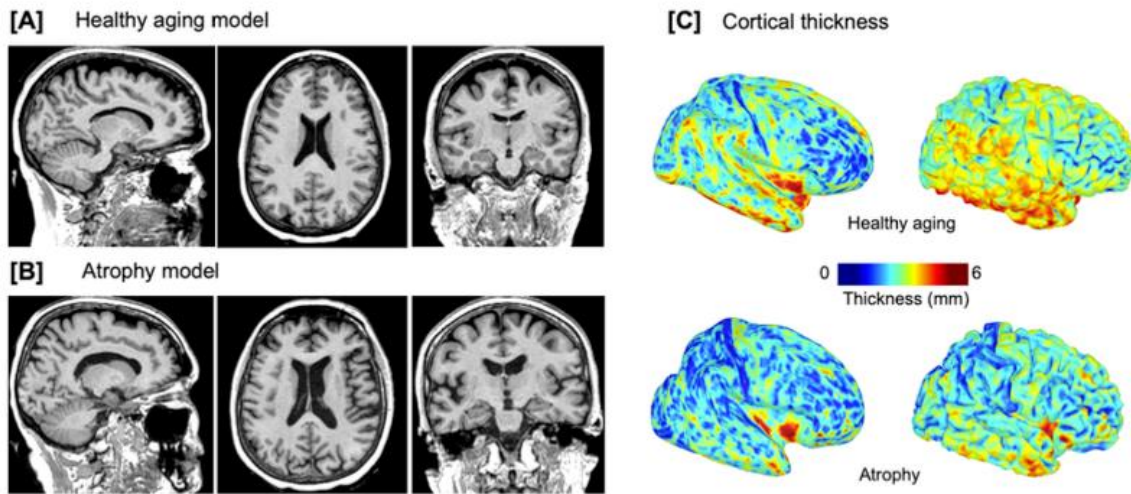 [A] Healthy aging model
[B] Atrophy model
[C] Cortical thickness
Healthy aging
0 6
Thickness (mm)
Atrophy